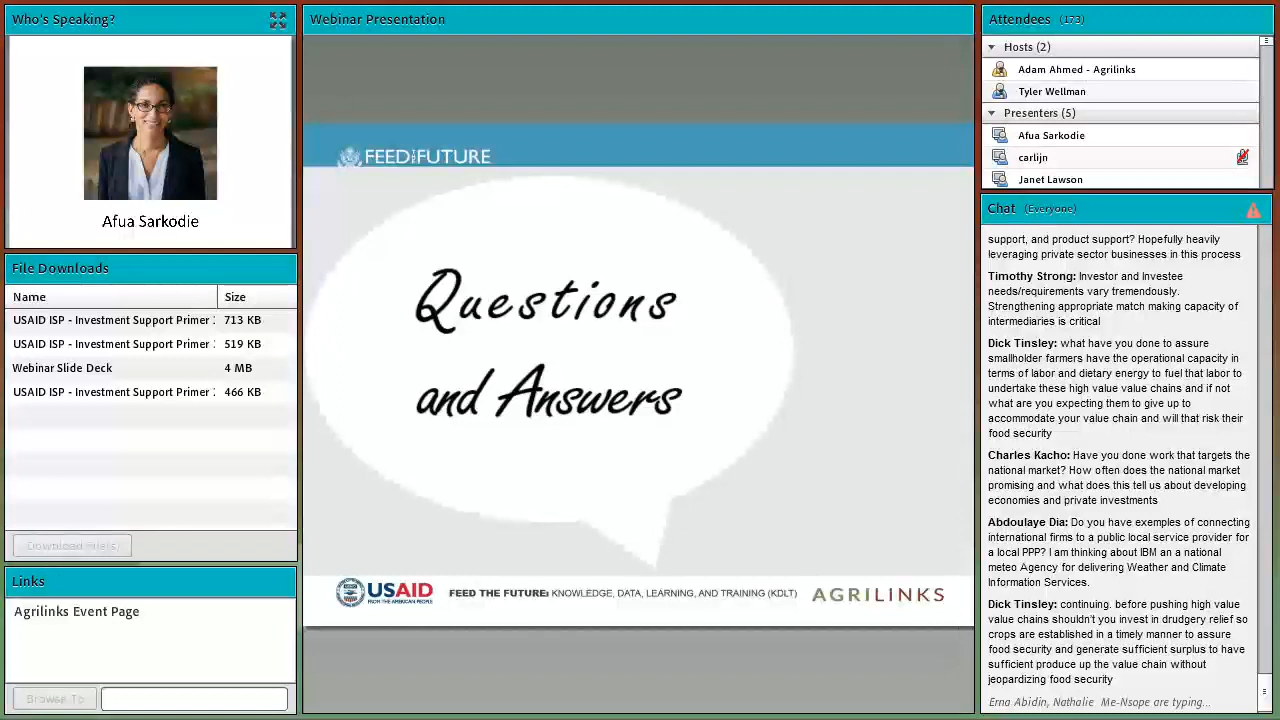 Who's Speaking?
Afua Sarkodie
File Downloads
Name Size
USAID ISP - Investment Support Primer : 713 KB
USAID ISP - Investment Support Primer : 519 KB
Webinar Slide Deck 4 MB
USAID ISP - Investment Support Primer : 466 KB
Download File(s)
Links
Agrilinks Event Page
Browse To
Webinar Presentation
FEED THE FUTURE
Questions
and Answers
USAID
FROM THE AMERICAN PEOPLE
FEED THE FUTURE: KNOWLEDGE, DATA, LEARNING, AND TRAINING (KDLT)
AGRILINKS
Attendees (173)
Hosts (2)
Adam Ahmed - Agrilinks
Tyler Wellman
Presenters (5)
Afua Sarkodie
carlijn
Janet Lawson
Chat (Everyone)
support, and product support? Hopefully heavily
leveraging private sector businesses in this process
Timothy Strong: Investor and Investee
needs/requirements vary tremendously.
Strengthening appropriate match making capacity of
intermediaries is critical
Dick Tinsley: what have you done to assure
smallholder farmers have the operational capacity in
terms of labor and dietary energy to fuel that labor to
undertake these high value value chains and if not
what are you expecting them to give up to
accommodate your value chain and will that risk their
food security
Charles Kacho: Have you done work that targets the
national market? How often does the national market
promising and what does this tell us about developing
economies and private investments
Abdoulaye Dia: Do you have examples of connecting
international firms to a public local service provider for
a local PPP? I am thinking about IBM an a national
meteo Agency for delivering Weather and Climate
Information Services.
Dick Tinsley: continuing. before pushing high value
value chains shouldn't you invest in drudgery relief so
crops are established in a timely manner to assure
food security and generate sufficient surplus to have
sufficient produce up the value chain without
jeopardizing food security
Erna Abidin, Nathalie Me-Nsope are typing...